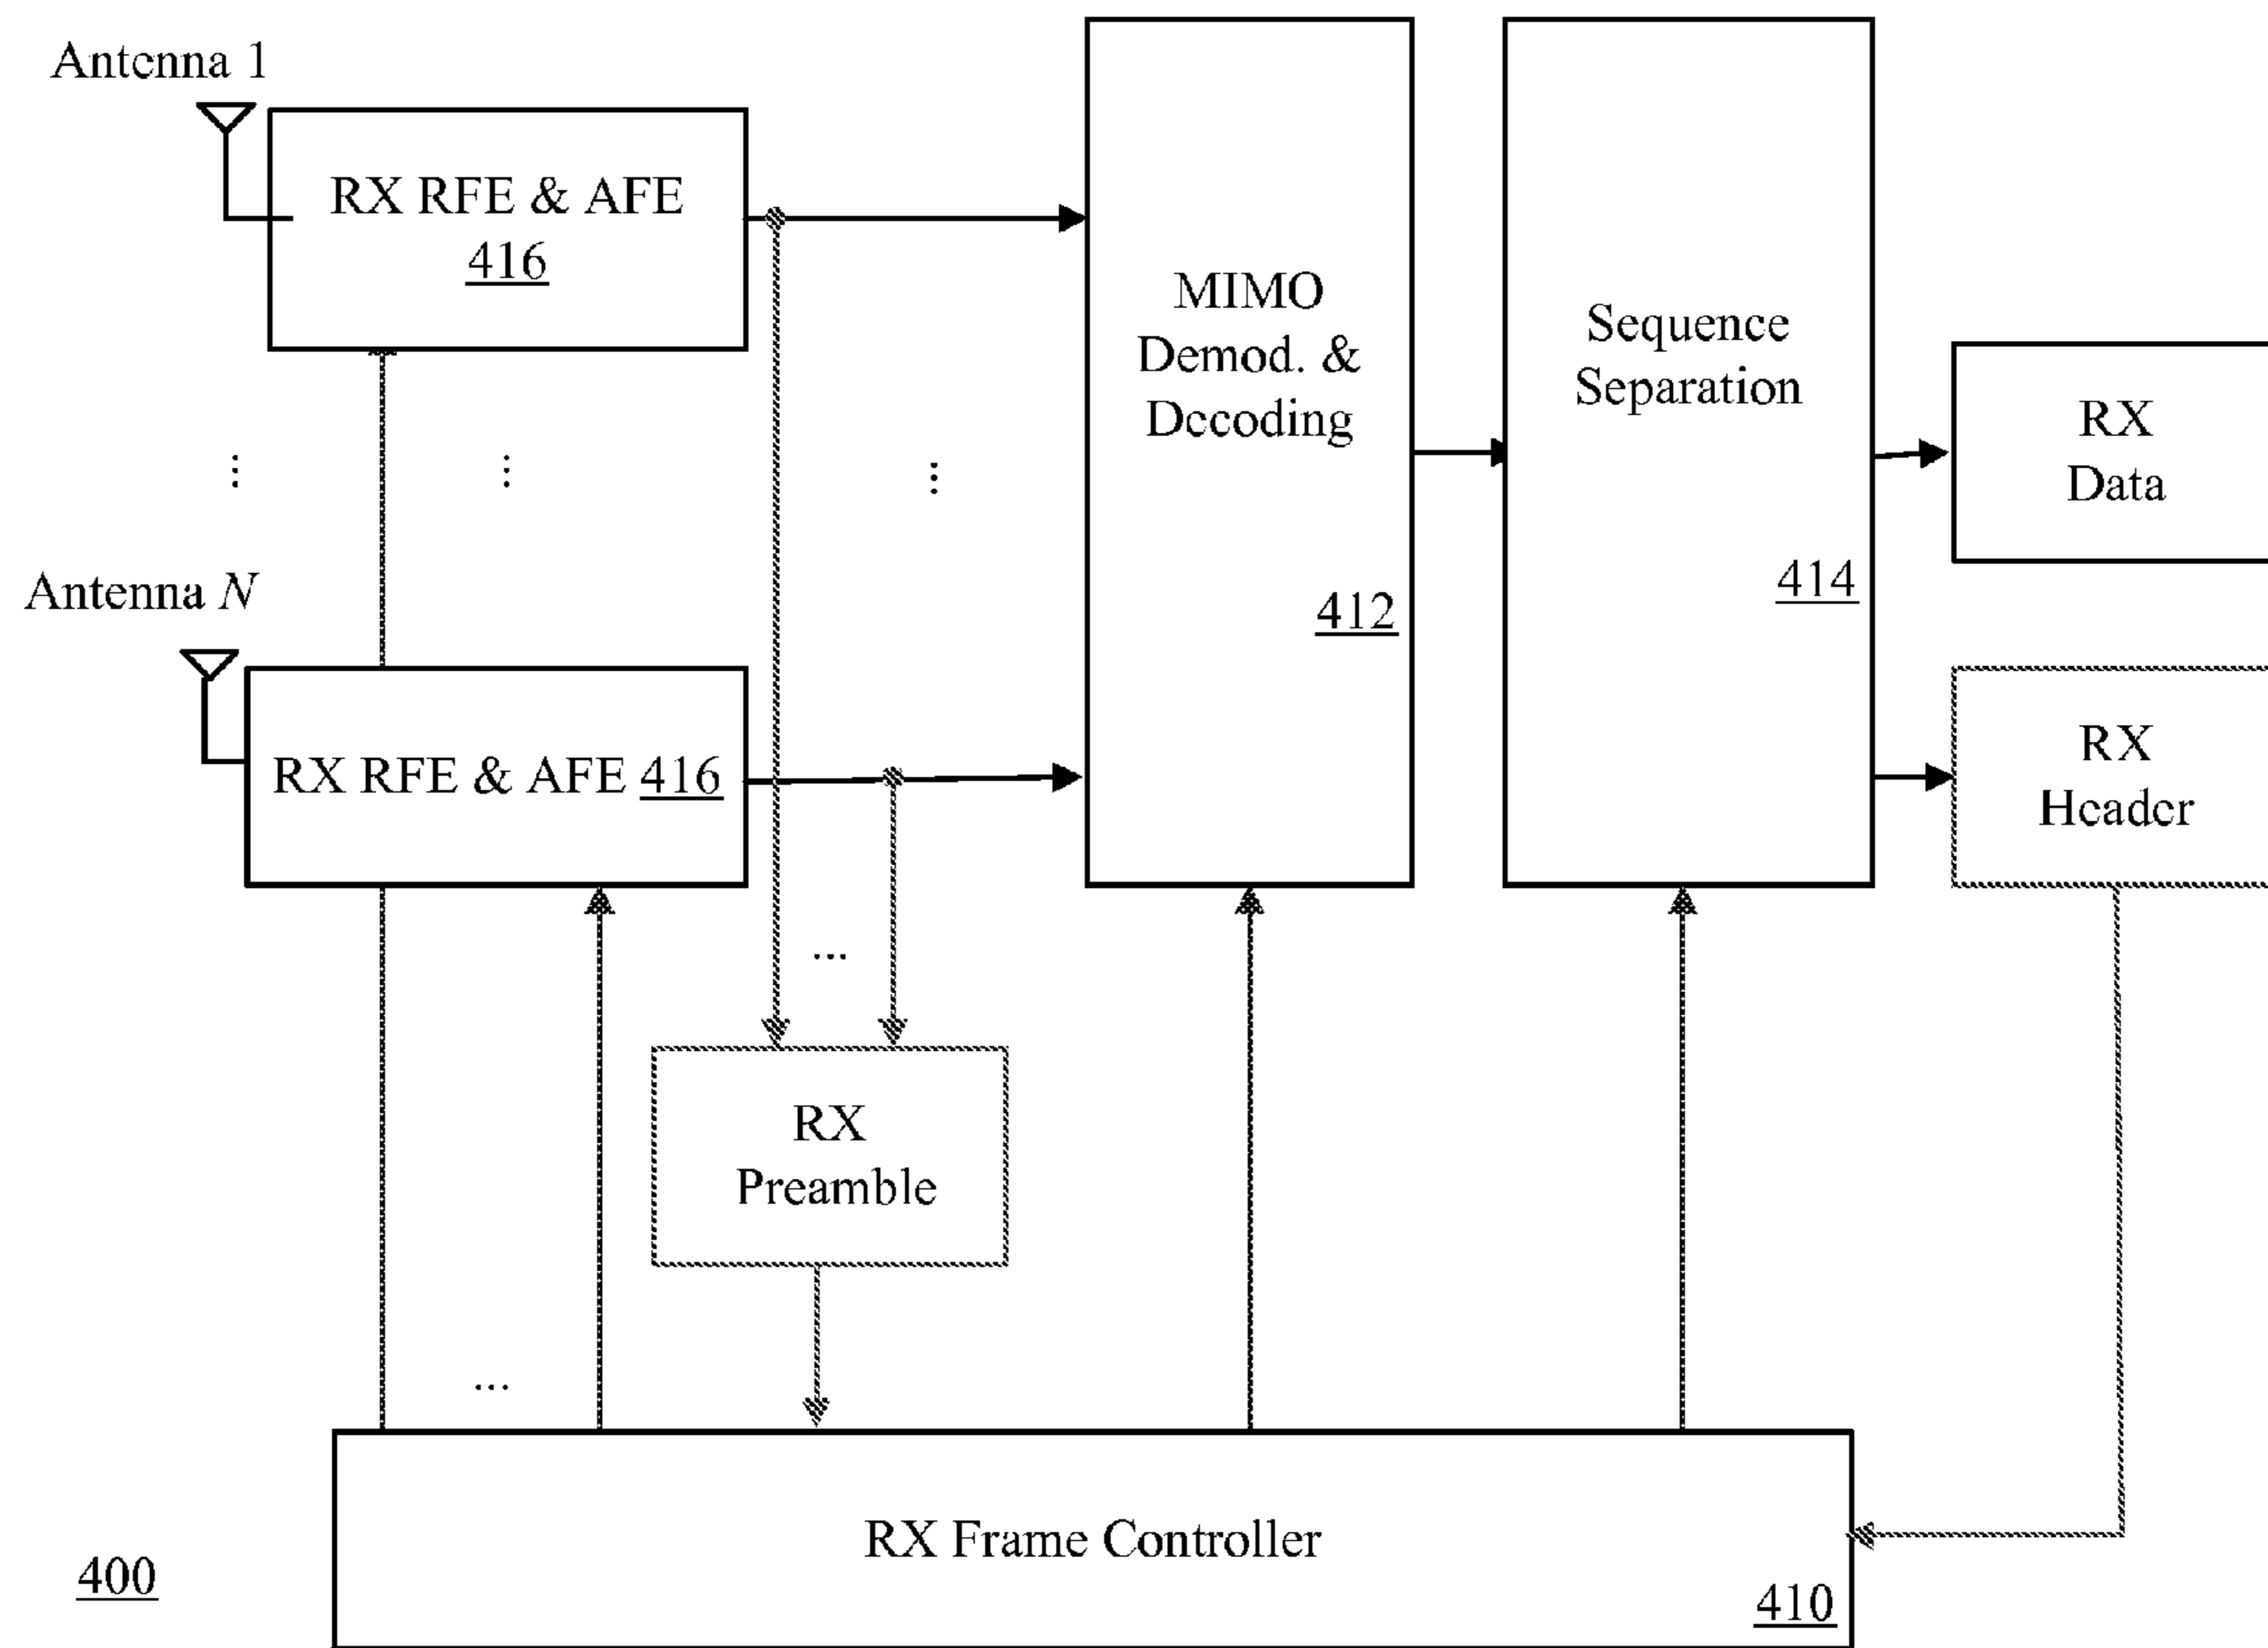 Antenna 1
RX RFE & AFE
416
MIMO
Demod. &
Decoding
412
Sequence
Separation
414
RX
Data
⋮
⋮
⋮
Antenna N
RX RFE & AFE 416
RX
Header
...
RX
Preamble
...
RX Frame Controller
410
400